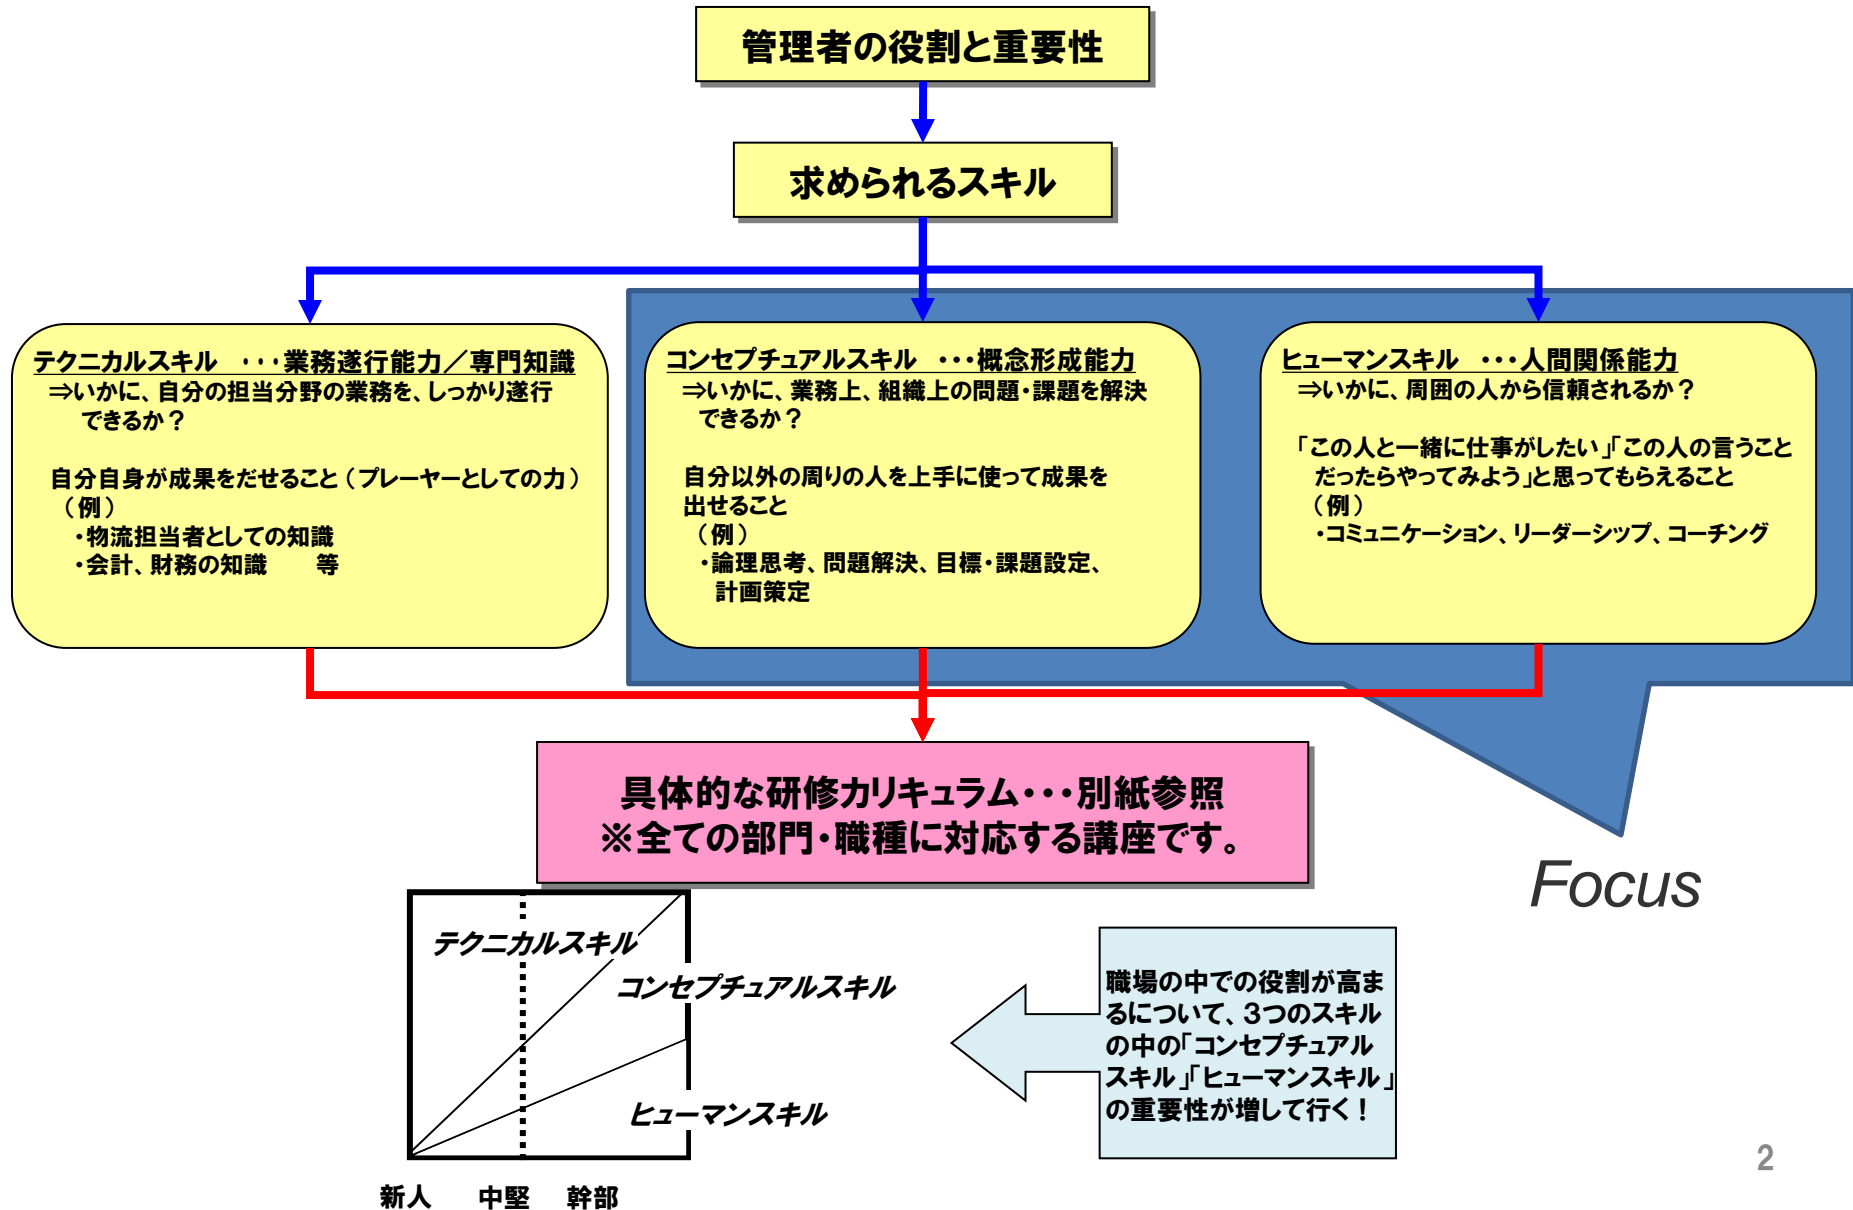 管理者の役割と重要性
求められるスキル
テクニカルスキル ・・・業務遂行能力／専門知識
⇒いかに、自分の担当分野の業務を、しっかり遂行
できるか？
自分自身が成果をだせること（プレーヤーとしての力）
（例）
・物流担当者としての知識
・会計、財務の知識　　等
コンセプチュアルスキル ・・・概念形成能力
⇒いかに、業務上、組織上の問題・課題を解決
できるか？
自分以外の周りの人を上手に使って成果を
出せること
（例）
・論理思考、問題解決、目標・課題設定、
計画策定
ヒューマンスキル ・・・人間関係能力
⇒いかに、周囲の人から信頼されるか？
「この人と一緒に仕事がしたい」「この人の言うこと
だったらやってみよう」と思ってもらえること
（例）
・コミュニケーション、リーダーシップ、コーチング
具体的な研修カリキュラム・・・別紙参照
※全ての部門・職種に対応する講座です。
Focus
テクニカルスキル
コンセプチュアルスキル
ヒューマンスキル
新人　中堅　幹部
職場の中での役割が高ま
るについて、３つのスキル
の中の「コンセプチュアル
スキル」「ヒューマンスキル」
の重要性が増して行く！
2